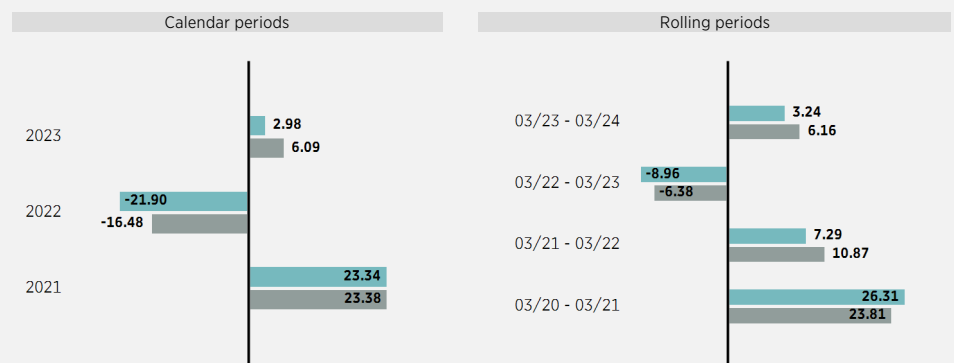 Calendar periods
2023
2.98
6.09
2022
-21.90
-16.48
2021
23.34
23.38
Rolling periods
03/23 - 03/24
3.24
6.16
03/22 - 03/23
-8.96
-6.38
03/21 - 03/22
7.29
10.87
03/20 - 03/21
26.31
23.81